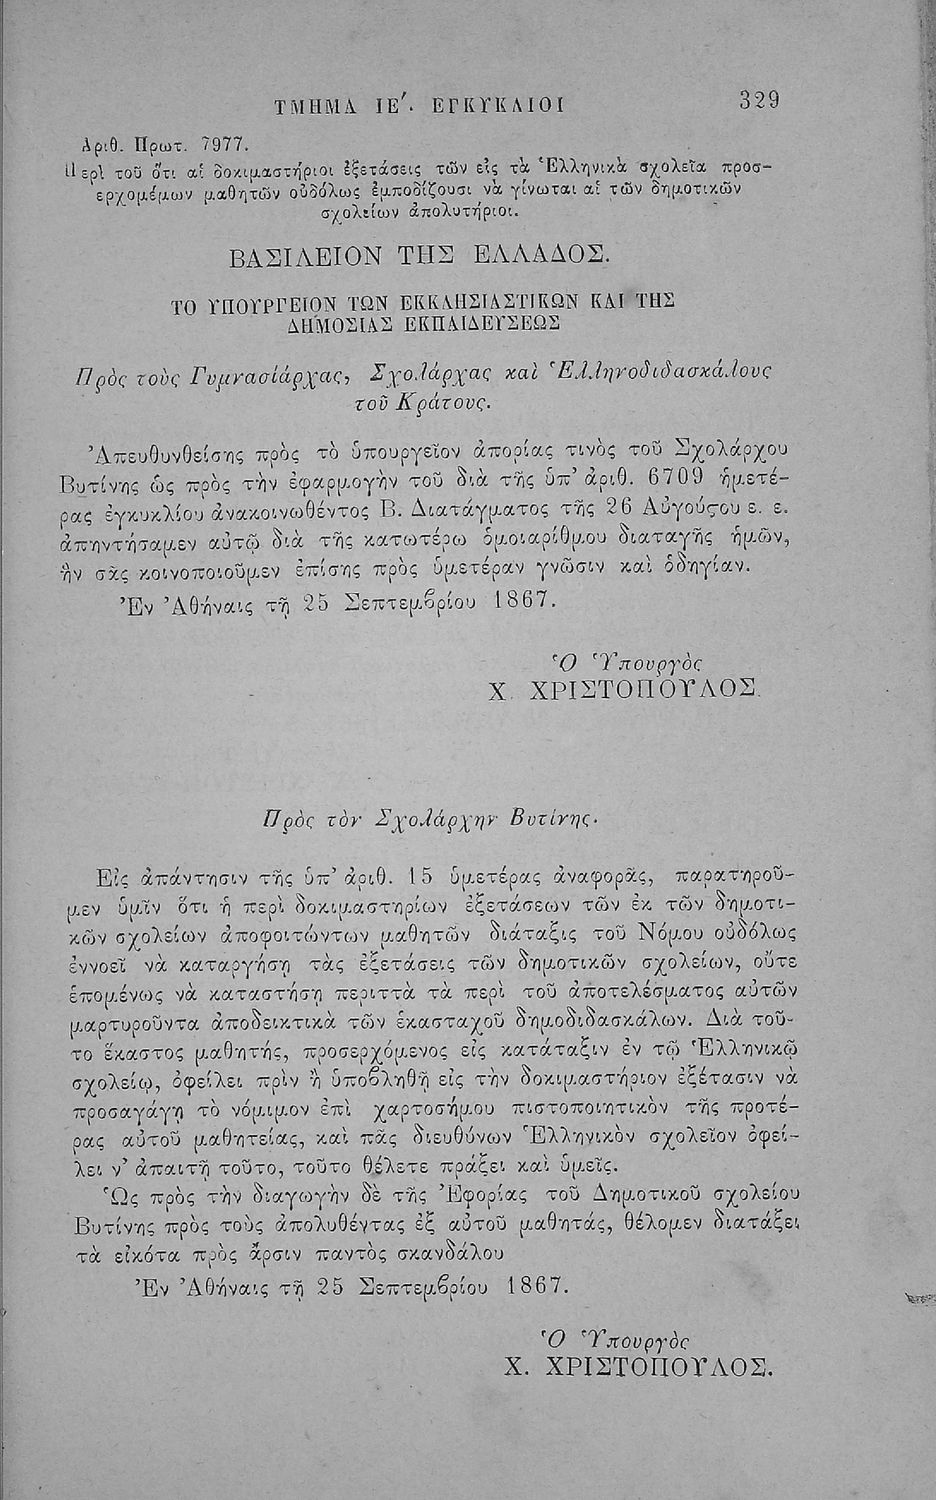 ΤΜΗΜΑ ΙΕ΄. ΕΓΚΥΚΛΙΟΙ 329
Αριθ. Πρωτ. 7977.
Περὶ τοῦ ὅτι αἱ δοκιμαστήριοι ἐξετάσεις τῶν εἰς τὰ Ἑλληνικὰ σχολεῖα προσ-
ερχομέμων μαθητῶν οὐδόλως ἐμποδίζουσι νὰ γίνωται αἱ τῶν δημοτικῶν
σχολείων ἀπολυτήριοι.
ΒΑΣΙΛΕΙΟΝ ΤΗΣ ΕΛΛΑΔΟΣ.
ΤΟ ΥΠΟΥΡΓΕΙΟΝ ΤΩΝ ΕΚΚΛΗΣΙΑΣΤΙΚΩΝ ΚΑΙ ΤΗΣ
ΔΗΜΟΣΙΑΣ ΕΚΠΑΙΔΕΥΣΕΩΣ
Πρὸς τοὺς Γυμνασιάρχας, Σχολάρχας καὶ Ἑλληνοδιδασκάλους
τοῦ Κράτους.
Ἀπευθυνθείσης πρὸς τὸ ὑπουργεῖον ἀπορίας τινὸς τοῦ Σχολάρχου
Βυτίνης ὡς πρὸς τὴν ἐφαρμογὴν τοῦ διὰ τῆς ὑπ' ἀριθ. 6709 ἡμετέ-
ρας ἐγκυκλίου ἀνακοινωθέντος Β. Διατάγματος τῆς 26 Αὐγούςου ε. ε.
ἀπηντήσαμεν αὐτῷ διὰ τῆς κατωτέρω ὁμοιαρίθμου διαταγῆς ἡμῶν,
ἣν σᾶς κοινοποιοῦμεν ἐπίσης πρὸς ὑμετέραν γνῶσιν καὶ ὁδηγίαν.
Ἐν Ἀθήναις τῇ 25 Σεπτεμβρίου 1867.
Ὁ Ὑπουργὸς
Χ. ΧΡΙΣΤΟΠΟΥΛΟΣ.
Πρὸς τὸν Σχολάρχην Βυτίνης.
Εἰς ἀπάντησιν τῆς ὑπ' ἀριθ. 15 ὑμετέρας ἀναφορᾶς, παρατηροῦ-
μεν ὑμῖν ὅτι ἡ περὶ δοκιμαστηρίων ἐξετάσεων τῶν ἐκ τῶν δημοτι-
κῶν σχολείων ἀποφοιτώντων μαθητῶν διάταξις τοῦ Νόμου οὐδόλως
ἐννοεῖ νὰ καταργήσῃ τὰς ἐξετάσεις τῶν δημοτικῶν σχολείων, οὔτε
ἑπομένως νὰ καταστήσῃ περιττὰ τὰ περὶ τοῦ ἀποτελέσματος αὐτῶν
μαρτυροῦντα ἀποδεικτικὰ τῶν ἑκασταχοῦ δημοδιδασκάλων. Διὰ τοῦ-
το ἕκαστος μαθητής, προσερχόμενος εἰς κατάταξιν ἐν τῷ Ἑλληνικῷ
σχολείῳ, ὀφείλει πρὶν ἢ ὑποβληθῇ εἰς τὴν δοκιμαστήριον ἐξέτασιν νὰ
προσαγάγῃ τὸ νόμιμον ἐπὶ χαρτοσήμου πιστοποιητικὸν τῆς προτέ-
ρας αὐτοῦ μαθητείας, καὶ πᾶς διευθύνων Ἑλληνικὸν σχολεῖον ὀφεί-
λει ν' ἀπαιτῇ τοῦτο, τοῦτο θέλετε πράξει καὶ ὑμεῖς.
Ὡς πρὸς τὴν διαγωγὴν δὲ τῆς Ἐφορίας τοῦ Δημοτικοῦ σχολείου
Βυτίνης πρὸς τοὺς ἀπολυθέντας ἐξ αὐτοῦ μαθητάς, θέλομεν διατάξει
τὰ εἰκότα πρὸς ἄρσιν παντὸς σκανδάλου
Ἐν Ἀθήναις τῇ 25 Σεπτεμβρίου 1867.
Ὁ Ὑπουργὸς
Χ. ΧΡΙΣΤΟΠΟΥΛΟΣ.